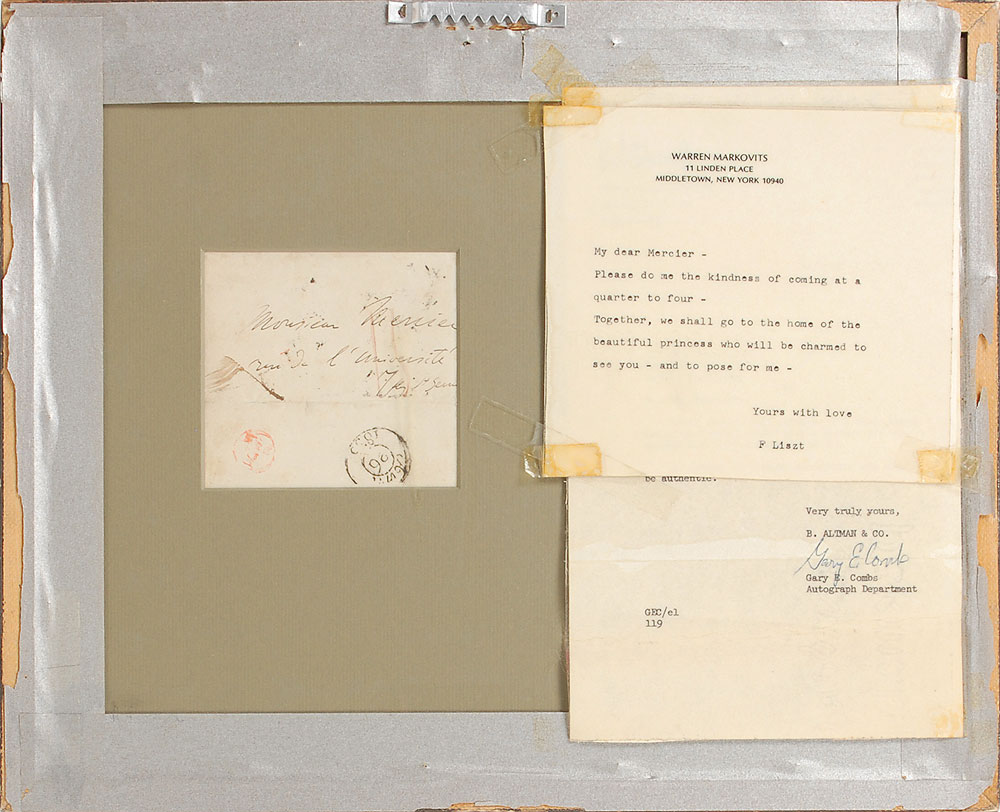 Monsieur Mercier
rue de l'Université
WARREN MARKOVITS
11 LINDEN PLACE
MIDDLETOWN, NEW YORK 10940
My dear Mercier -
Please do me the kindness of coming at a
quarter to four -
Together, we shall go to the home of the
beautiful princess who will be charmed to
see you - and to pose for me -
Yours with love
F Liszt
be authentic.
Very truly yours,
B. ALTMAN & CO.
Gary E Combs
Gary E. Combs
Autograph Department
GEC/el
119